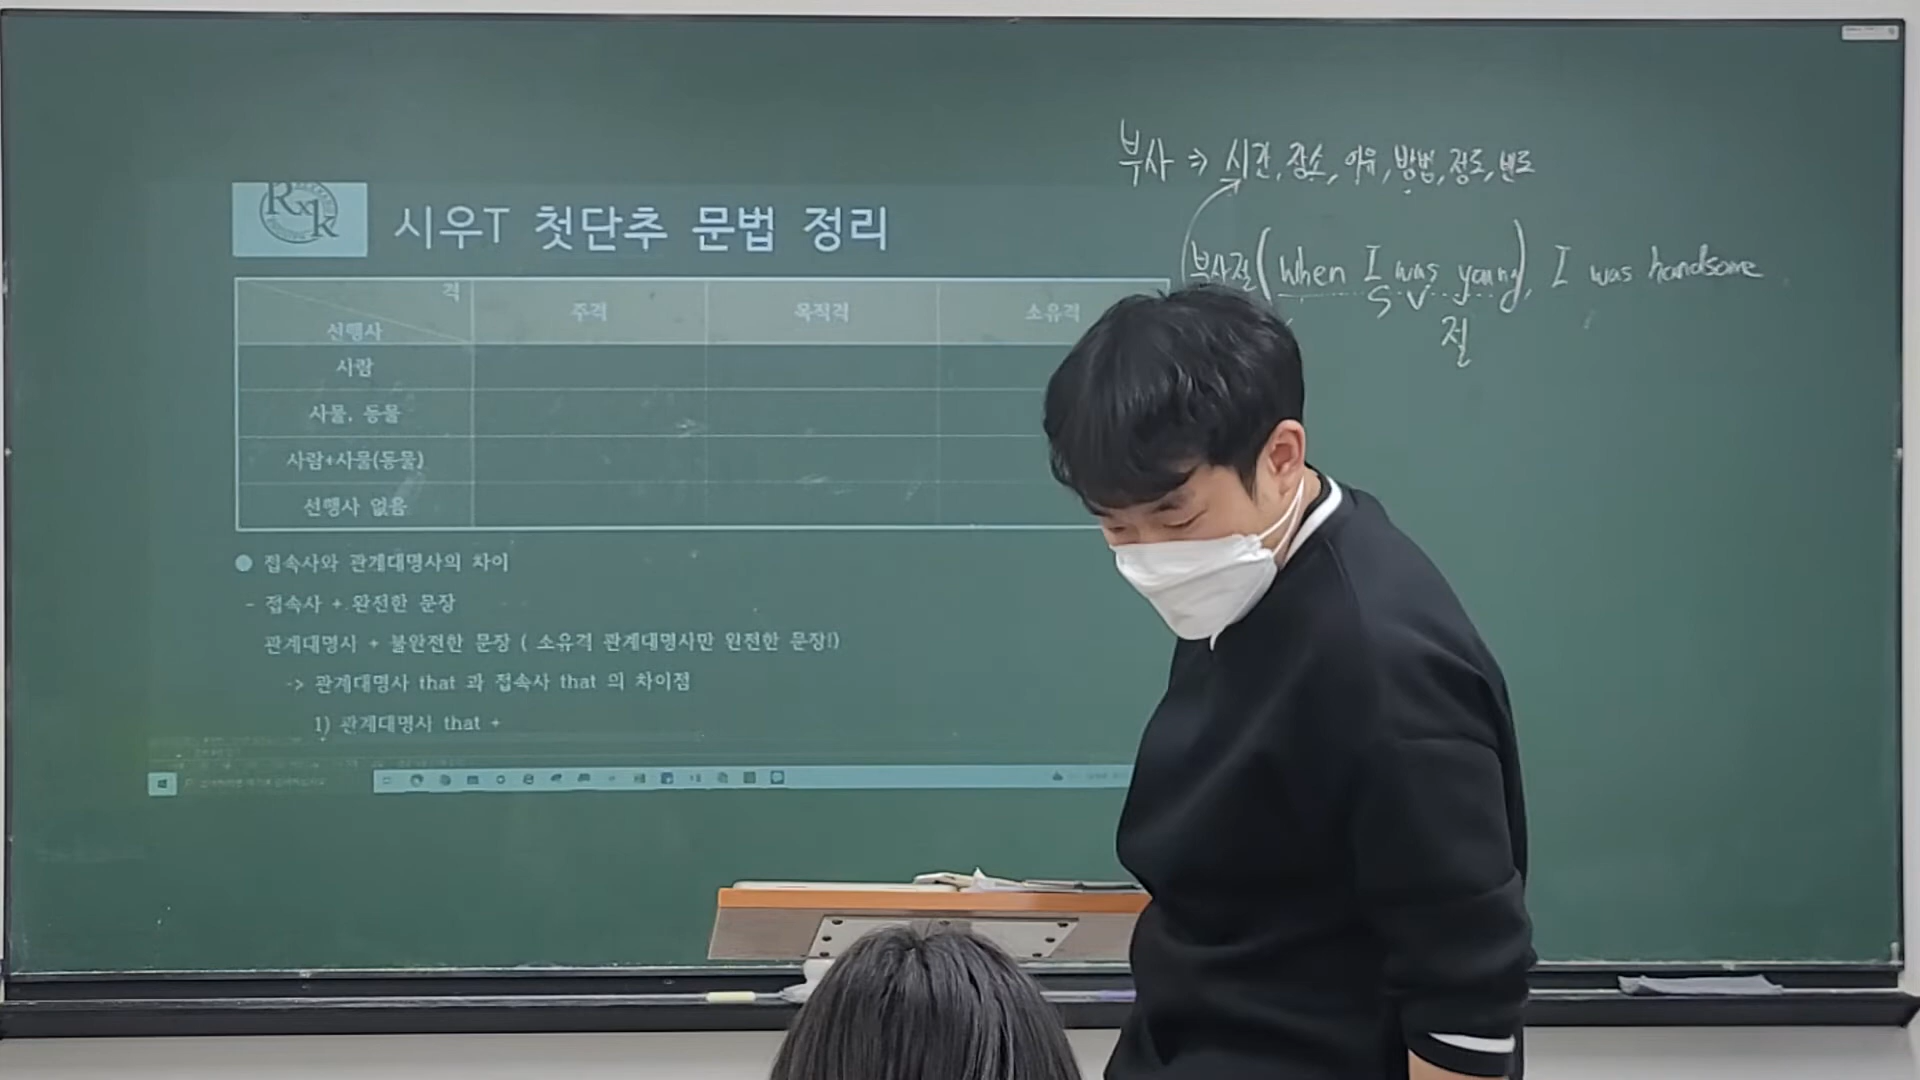 부사 ⇒ 시간, 장소, 이유, 방법, 정도, 빈도
부사절(when I was young), I was handsome
S V
절
Rxk
시우T 첫단추 문법 정리
격
선행사
주격
목적격
소유격
사람
사물, 동물
사람+사물(동물)
선행사 없음
● 접속사와 관계대명사의 차이
- 접속사 + 완전한 문장
관계대명사 + 불완전한 문장 ( 소유격 관계대명사만 완전한 문장!)
-> 관계대명사 that 과 접속사 that 의 차이점
1) 관계대명사 that +